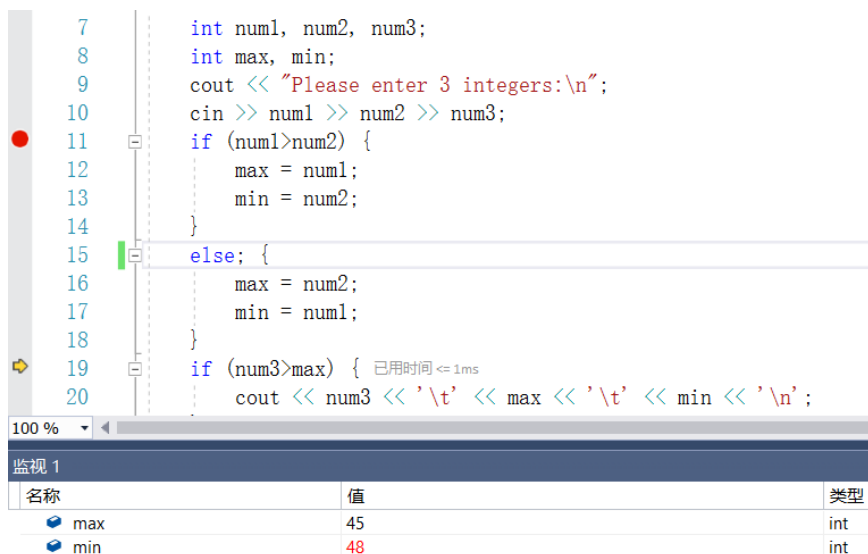 7 int num1, num2, num3;
8 int max, min;
9 cout << "Please enter 3 integers:\n";
10 cin >> num1 >> num2 >> num3;
11 if (num1>num2) {
12 max = num1;
13 min = num2;
14 }
15 else; {
16 max = num2;
17 min = num1;
18 }
19 if (num3>max) { 已用时间 <= 1ms
20 cout << num3 << '\t' << max << '\t' << min << '\n';
100 %
监视 1
名称 值 类型
max 45 int
min 48 int